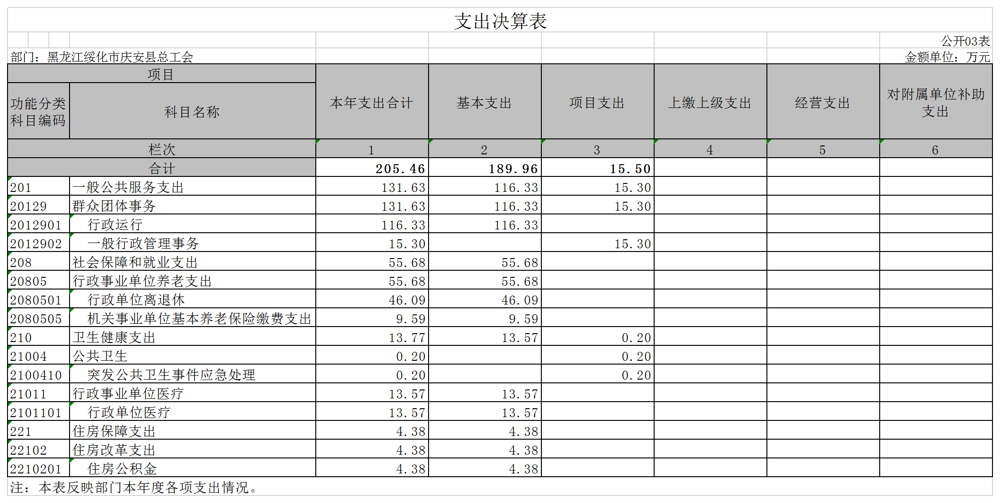 支出决算表
公开03表
部门：黑龙江绥化市庆安县总工会 金额单位：万元
项目
功能分类科目编码 科目名称 本年支出合计 基本支出 项目支出 上缴上级支出 经营支出 对附属单位补助支出
栏次 1 2 3 4 5 6
合计 205.46 189.96 15.50
201 一般公共服务支出 131.63 116.33 15.30
20129 群众团体事务 131.63 116.33 15.30
2012901 行政运行 116.33 116.33
2012902 一般行政管理事务 15.30 15.30
208 社会保障和就业支出 55.68 55.68
20805 行政事业单位养老支出 55.68 55.68
2080501 行政单位离退休 46.09 46.09
2080505 机关事业单位基本养老保险缴费支出 9.59 9.59
210 卫生健康支出 13.77 13.57 0.20
21004 公共卫生 0.20 0.20
2100410 突发公共卫生事件应急处理 0.20 0.20
21011 行政事业单位医疗 13.57 13.57
2101101 行政单位医疗 13.57 13.57
221 住房保障支出 4.38 4.38
22102 住房改革支出 4.38 4.38
2210201 住房公积金 4.38 4.38
注：本表反映部门本年度各项支出情况。